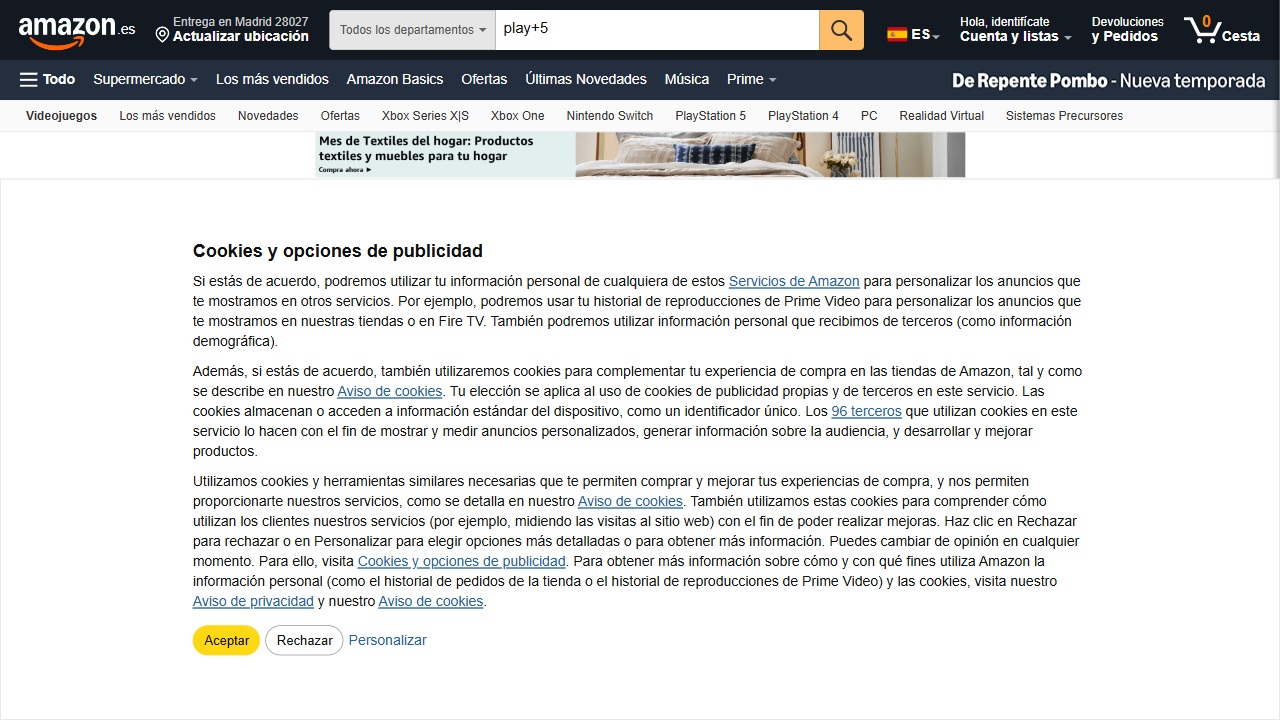 amazon.es
Entrega en Madrid 28027
Actualizar ubicación
Todos los departamentos
play+5
ES
Hola, identifícate
Cuenta y listas
Devoluciones
y Pedidos
0
Cesta
Todo
Supermercado
Los más vendidos
Amazon Basics
Ofertas
Últimas Novedades
Música
Prime
De Repente Pombo - Nueva temporada
Videojuegos
Los más vendidos
Novedades
Ofertas
Xbox Series X|S
Xbox One
Nintendo Switch
PlayStation 5
PlayStation 4
PC
Realidad Virtual
Sistemas Precursores
Mes de Textiles del hogar: Productos
textiles y muebles para tu hogar
Compra ahora ►
Cookies y opciones de publicidad
Si estás de acuerdo, podremos utilizar tu información personal de cualquiera de estos Servicios de Amazon para personalizar los anuncios que
te mostramos en otros servicios. Por ejemplo, podremos usar tu historial de reproducciones de Prime Video para personalizar los anuncios que
te mostramos en nuestras tiendas o en Fire TV. También podremos utilizar información personal que recibimos de terceros (como información
demográfica).
Además, si estás de acuerdo, también utilizaremos cookies para complementar tu experiencia de compra en las tiendas de Amazon, tal y como
se describe en nuestro Aviso de cookies. Tu elección se aplica al uso de cookies de publicidad propias y de terceros en este servicio. Las
cookies almacenan o acceden a información estándar del dispositivo, como un identificador único. Los 96 terceros que utilizan cookies en este
servicio lo hacen con el fin de mostrar y medir anuncios personalizados, generar información sobre la audiencia, y desarrollar y mejorar
productos.
Utilizamos cookies y herramientas similares necesarias que te permiten comprar y mejorar tus experiencias de compra, y nos permiten
proporcionarte nuestros servicios, como se detalla en nuestro Aviso de cookies. También utilizamos estas cookies para comprender cómo
utilizan los clientes nuestros servicios (por ejemplo, midiendo las visitas al sitio web) con el fin de poder realizar mejoras. Haz clic en Rechazar
para rechazar o en Personalizar para elegir opciones más detalladas o para obtener más información. Puedes cambiar de opinión en cualquier
momento. Para ello, visita Cookies y opciones de publicidad. Para obtener más información sobre cómo y con qué fines utiliza Amazon la
información personal (como el historial de pedidos de la tienda o el historial de reproducciones de Prime Video) y las cookies, visita nuestro
Aviso de privacidad y nuestro Aviso de cookies.
Aceptar
Rechazar
Personalizar